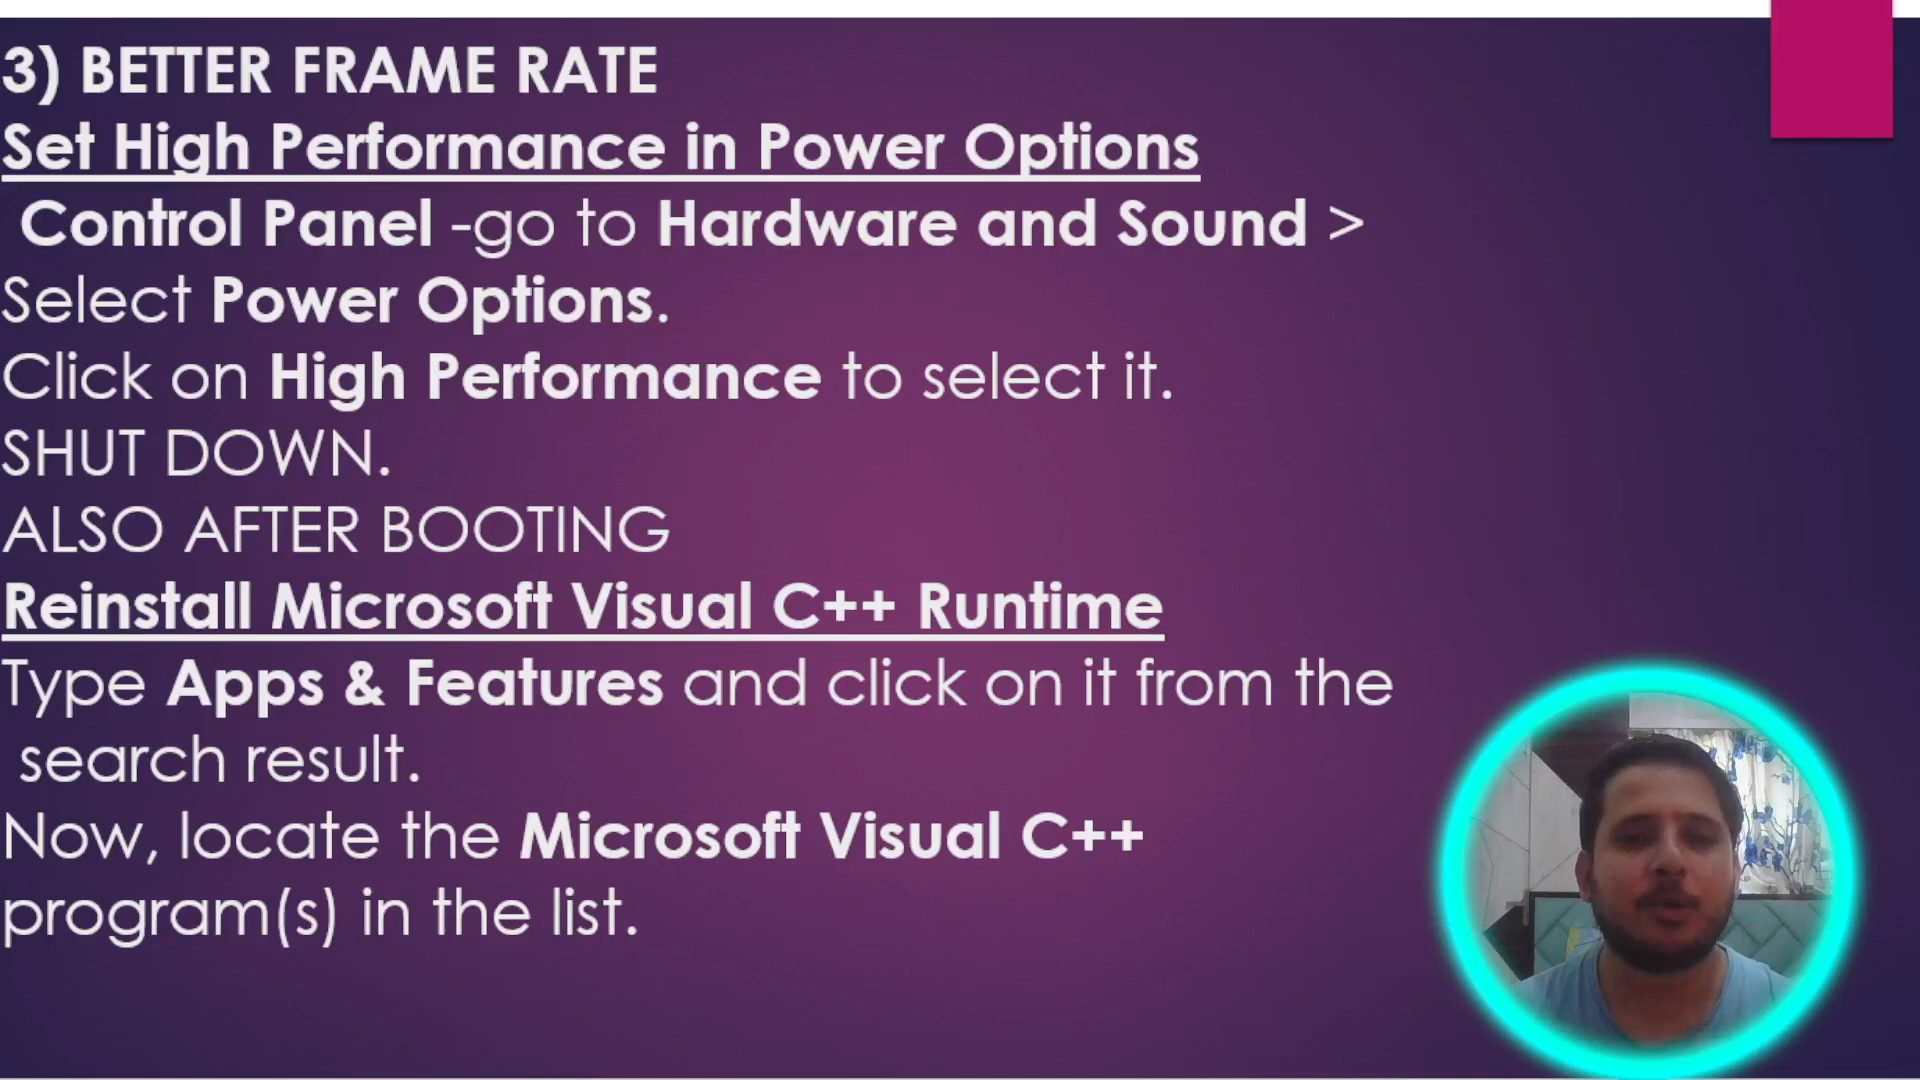 3) BETTER FRAME RATE
Set High Performance in Power Options
Control Panel -go to Hardware and Sound >
Select Power Options.
Click on High Performance to select it.
SHUT DOWN.
ALSO AFTER BOOTING
Reinstall Microsoft Visual C++ Runtime
Type Apps & Features and click on it from the
search result.
Now, locate the Microsoft Visual C++
program(s) in the list.